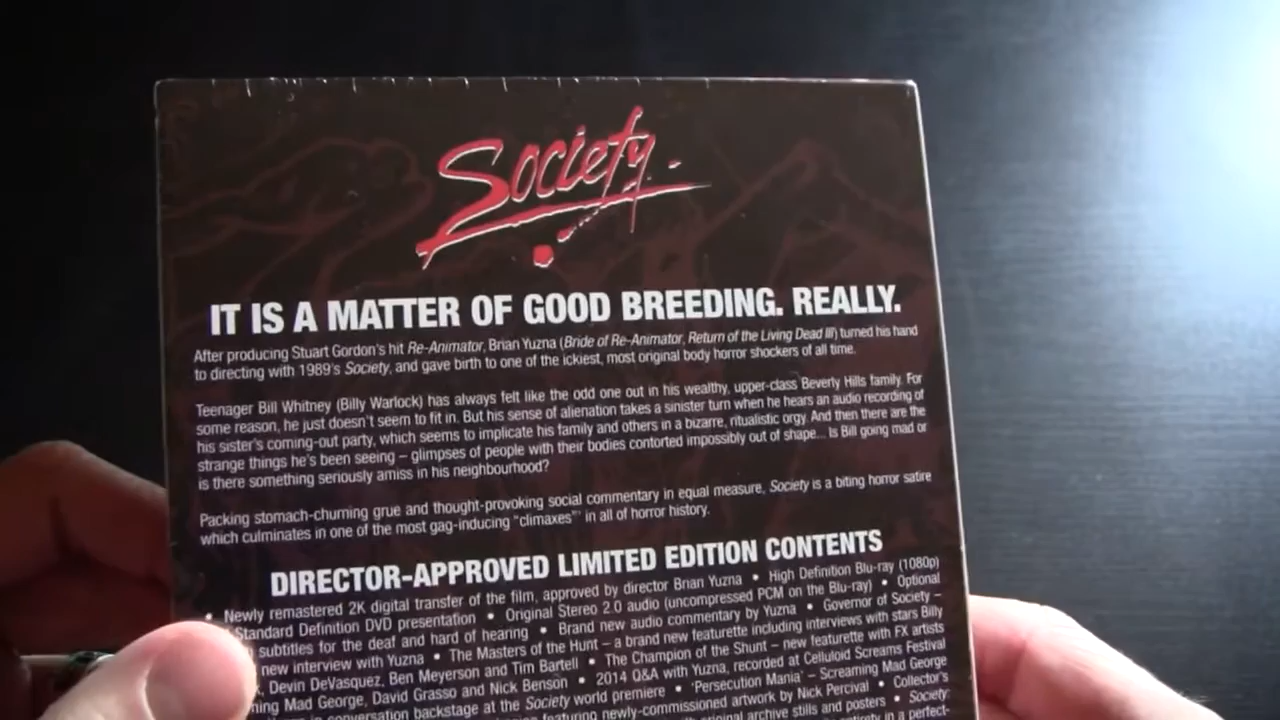 Society
IT IS A MATTER OF GOOD BREEDING. REALLY.
After producing Stuart Gordon's hit Re-Animator, Brian Yuzna (Bride of Re-Animator, Return of the Living Dead III) turned his hand
to directing with 1989's Society, and gave birth to one of the ickiest, most original body horror shockers of all time.
Teenager Bill Whitney (Billy Warlock) has always felt like the odd one out in his wealthy, upper-class Beverly Hills family. For
some reason, he just doesn't seem to fit in. But his sense of alienation takes a sinister turn when he hears an audio recording of
his sister's coming-out party, which seems to implicate his family and others in a bizarre, ritualistic orgy. And then there are the
strange things he's been seeing – glimpses of people with their bodies contorted impossibly out of shape... Is Bill going mad or
is there something seriously amiss in his neighbourhood?
Packing stomach-churning grue and thought-provoking social commentary in equal measure, Society is a biting horror satire
which culminates in one of the most gag-inducing "climaxes" in all of horror history.
DIRECTOR-APPROVED LIMITED EDITION CONTENTS
• Newly remastered 2K digital transfer of the film, approved by director Brian Yuzna • High Definition Blu-ray (1080p)
Standard Definition DVD presentation • Original Stereo 2.0 audio (uncompressed PCM on the Blu-ray) • Optional
subtitles for the deaf and hard of hearing • Brand new audio commentary by Yuzna • Governor of Society –
new interview with Yuzna • The Masters of the Hunt – a brand new featurette including interviews with stars Billy
Devin DeVasquez, Ben Meyerson and Tim Bartell • The Champion of the Shunt – new featurette with FX artists
Mad George, David Grasso and Nick Benson • 2014 Q&A with Yuzna, recorded at Celluloid Screams Festival
in conversation backstage at the Society world premiere • 'Persecution Mania' – Screaming Mad George
featuring newly-commissioned artwork by Nick Percival • Collector's
original archive stills and posters • Society:
in a perfect-